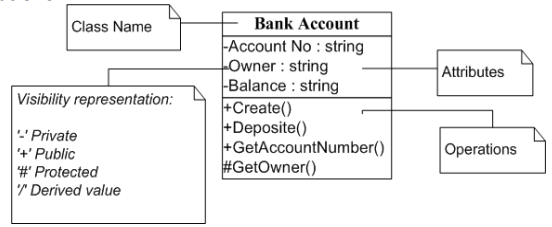 Class Name
Bank Account
-Account No : string
-Owner : string
-Balance : string
Attributes
+Create()
+Deposite()
+GetAccountNumber()
#GetOwner()
Operations
Visibility representation:
'-' Private
'+' Public
'#' Protected
'/' Derived value